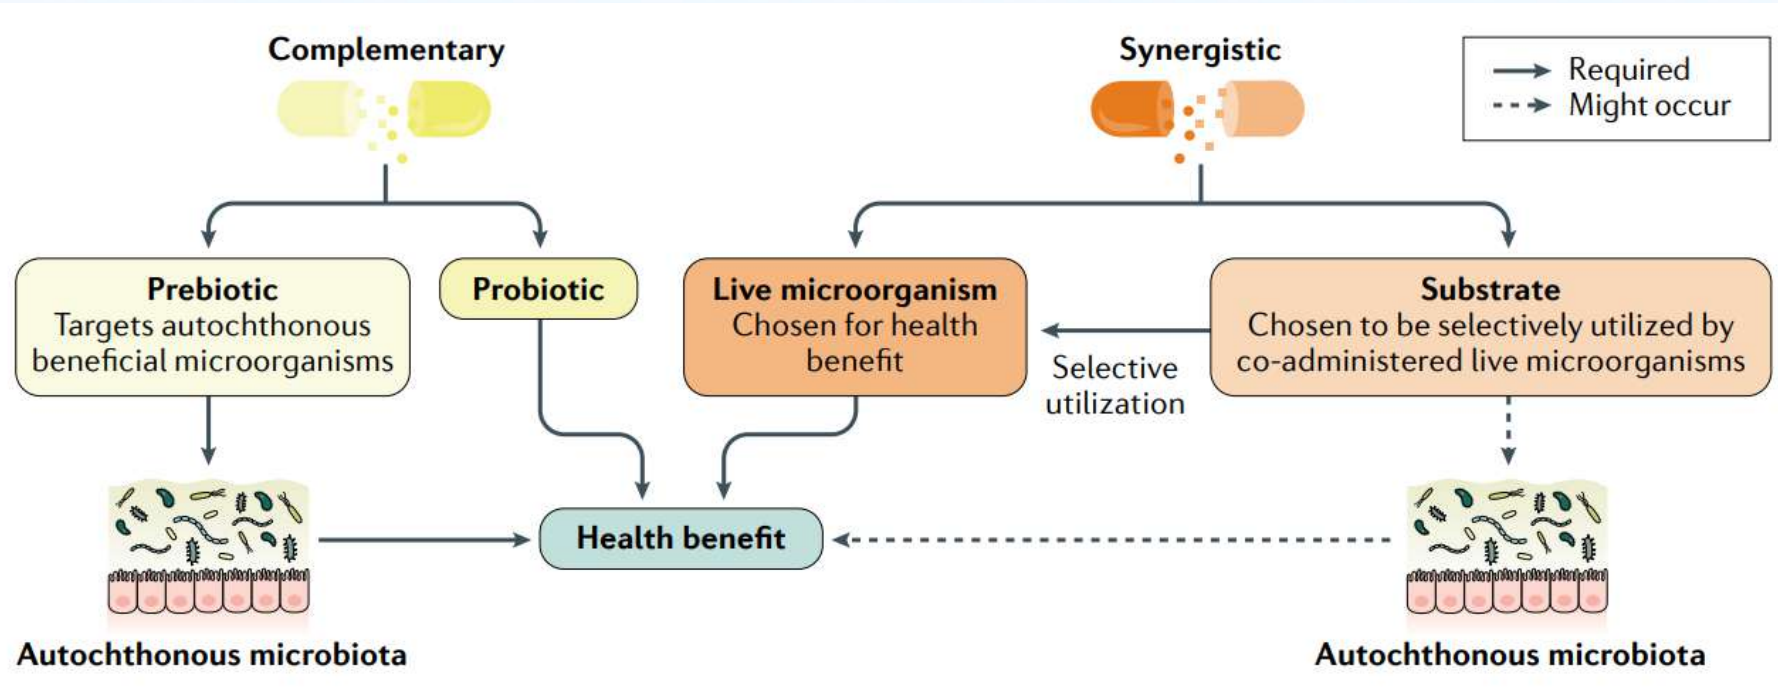 Complementary
Synergistic
Required
Might occur
Prebiotic
Targets autochthonous
beneficial microorganisms
Probiotic
Live microorganism
Chosen for health
benefit
Selective
utilization
Substrate
Chosen to be selectively utilized by
co-administered live microorganisms
Health benefit
Autochthonous microbiota
Autochthonous microbiota